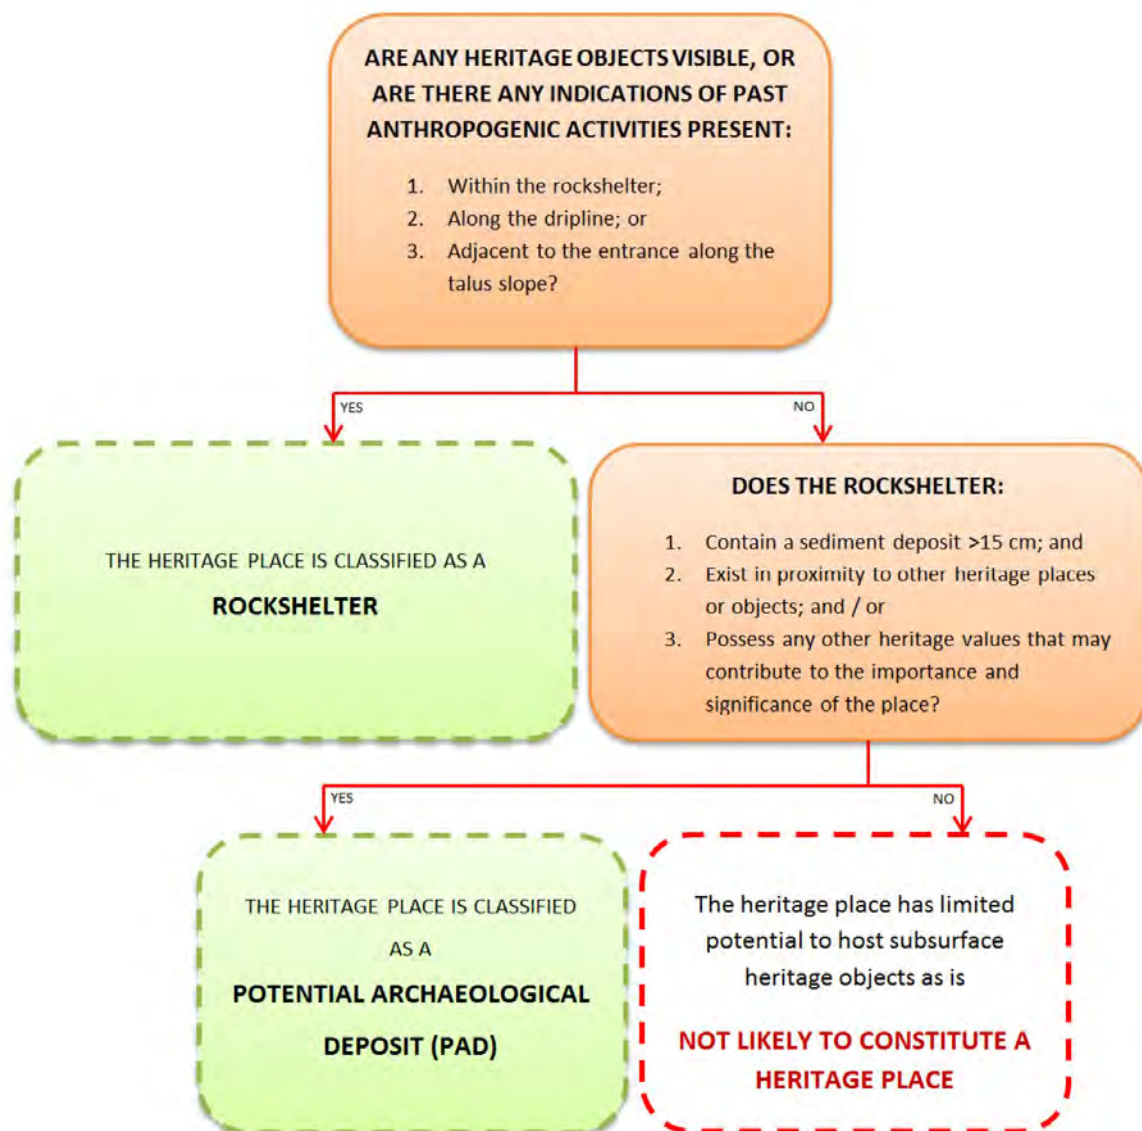 ARE ANY HERITAGE OBJECTS VISIBLE, OR
ARE THERE ANY INDICATIONS OF PAST
ANTHROPOGENIC ACTIVITIES PRESENT:
1. Within the rockshelter;
2. Along the dripline; or
3. Adjacent to the entrance along the
talus slope?
YES
NO
THE HERITAGE PLACE IS CLASSIFIED AS A
ROCKSHELTER
DOES THE ROCKSHELTER:
1. Contain a sediment deposit >15 cm; and
2. Exist in proximity to other heritage places
or objects; and / or
3. Possess any other heritage values that may
contribute to the importance and
significance of the place?
YES
NO
THE HERITAGE PLACE IS CLASSIFIED
AS A
POTENTIAL ARCHAEOLOGICAL
DEPOSIT (PAD)
The heritage place has limited
potential to host subsurface
heritage objects as is
NOT LIKELY TO CONSTITUTE A
HERITAGE PLACE